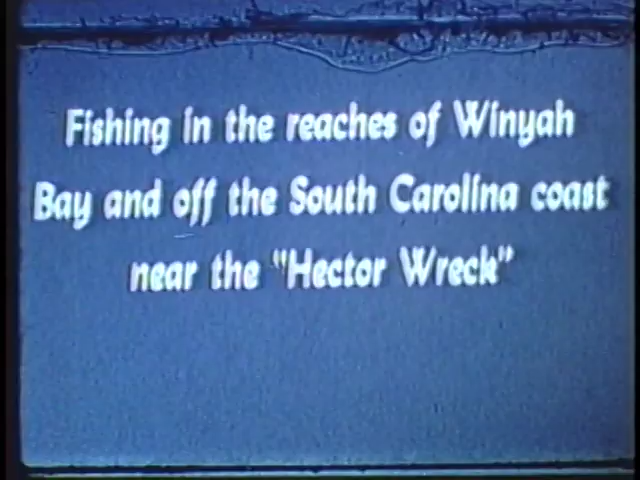 Fishing in the reaches of Winyah
Bay and off the South Carolina coast
near the "Hector Wreck"